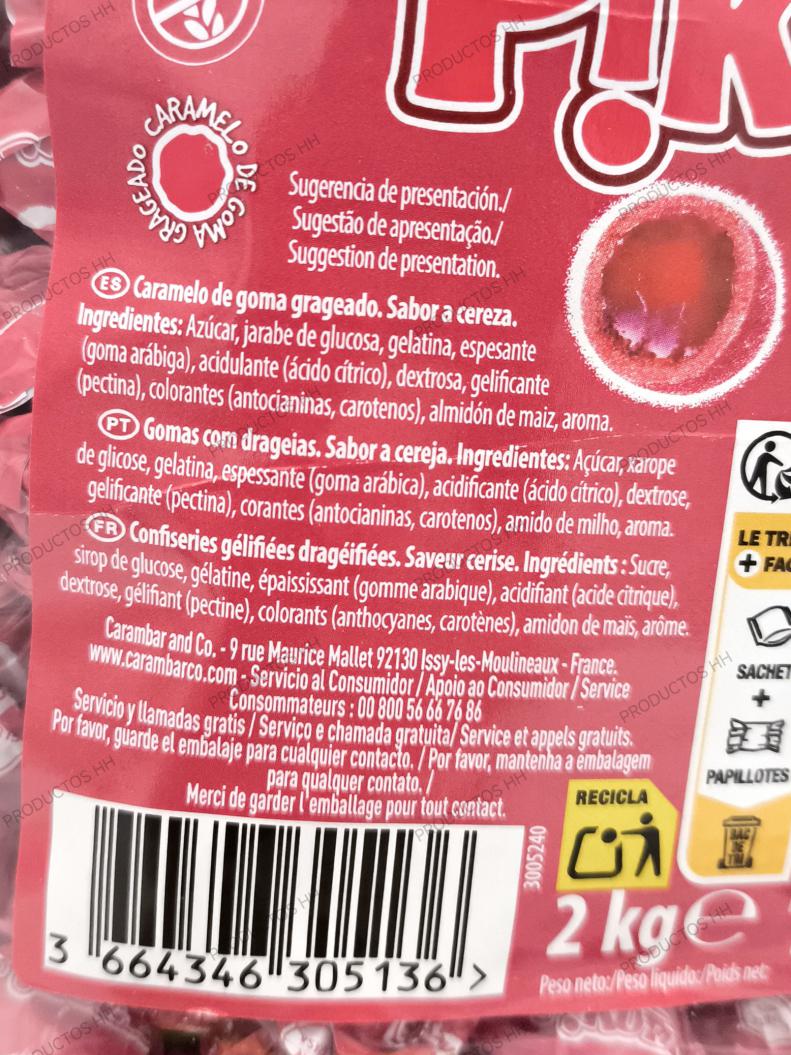 PIK
CARAMELO DE GOMA GRAGEADO
Sugerencia de presentación./
Sugestão de apresentação./
Suggestion de presentation.
ES Caramelo de goma grageado. Sabor a cereza.
Ingredientes: Azúcar, jarabe de glucosa, gelatina, espesante
(goma arábiga), acidulante (ácido cítrico), dextrosa, gelificante
(pectina), colorantes (antocianinas, carotenos), almidón de maiz, aroma.
PT Gomas com drageias. Sabor a cereja. Ingredientes: Açúcar, xarope
de glicose, gelatina, espessante (goma arábica), acidificante (ácido cítrico), dextrose,
gelificante (pectina), corantes (antocianinas, carotenos), amido de milho, aroma.
FR Confiseries gélifiées dragéifiées. Saveur cerise. Ingrédients : Sucre,
sirop de glucose, gélatine, épaississant (gomme arabique), acidifiant (acide citrique),
dextrose, gélifiant (pectine), colorants (anthocyanes, carotènes), amidon de maïs, arôme.
Carambar and Co. - 9 rue Maurice Mallet 92130 Issy-les-Moulineaux - France.
www.carambarco.com - Servicio al Consumidor / Apoio ao Consumidor / Service
Consommateurs : 00 800 56 66 76 86
Servicio y llamadas gratis / Serviço e chamada gratuita/ Service et appels gratuits.
Por favor, guarde el embalaje para cualquier contacto. / Por favor, mantenha a embalagem
para qualquer contato. /
Merci de garder l'emballage pour tout contact.
LE TRI
+ FAC
SACHET
+
PAPILLOTES
BAC
DE
TRI
RECICLA
3005240
3 664346 305136 >
2 kg e
Peso neto:/Peso líquido:/Poids net:
PRODUCTOS HH